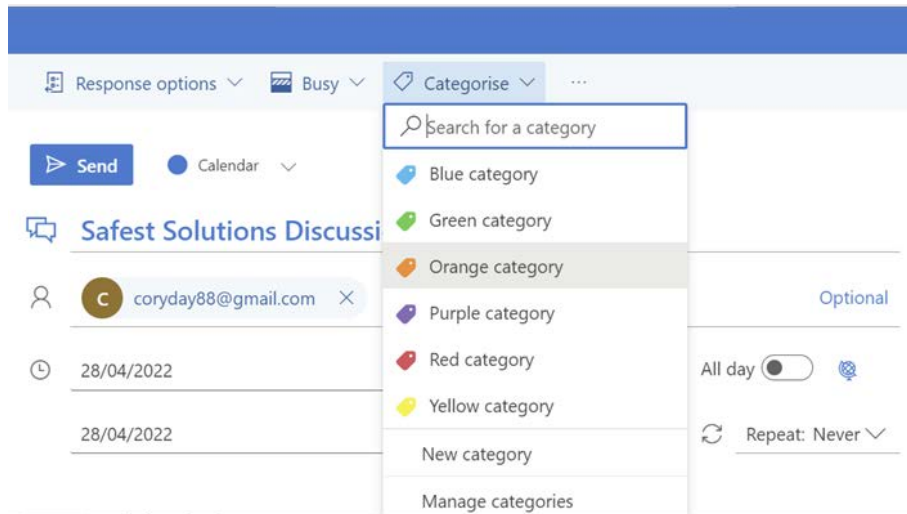 Response options Busy Categorise ...
Search for a category
Send Calendar
Blue category
Green category
Safest Solutions Discussi
Orange category
C coryday88@gmail.com Optional
Purple category
Red category
28/04/2022 All day
Yellow category
28/04/2022 Repeat: Never
New category
Manage categories